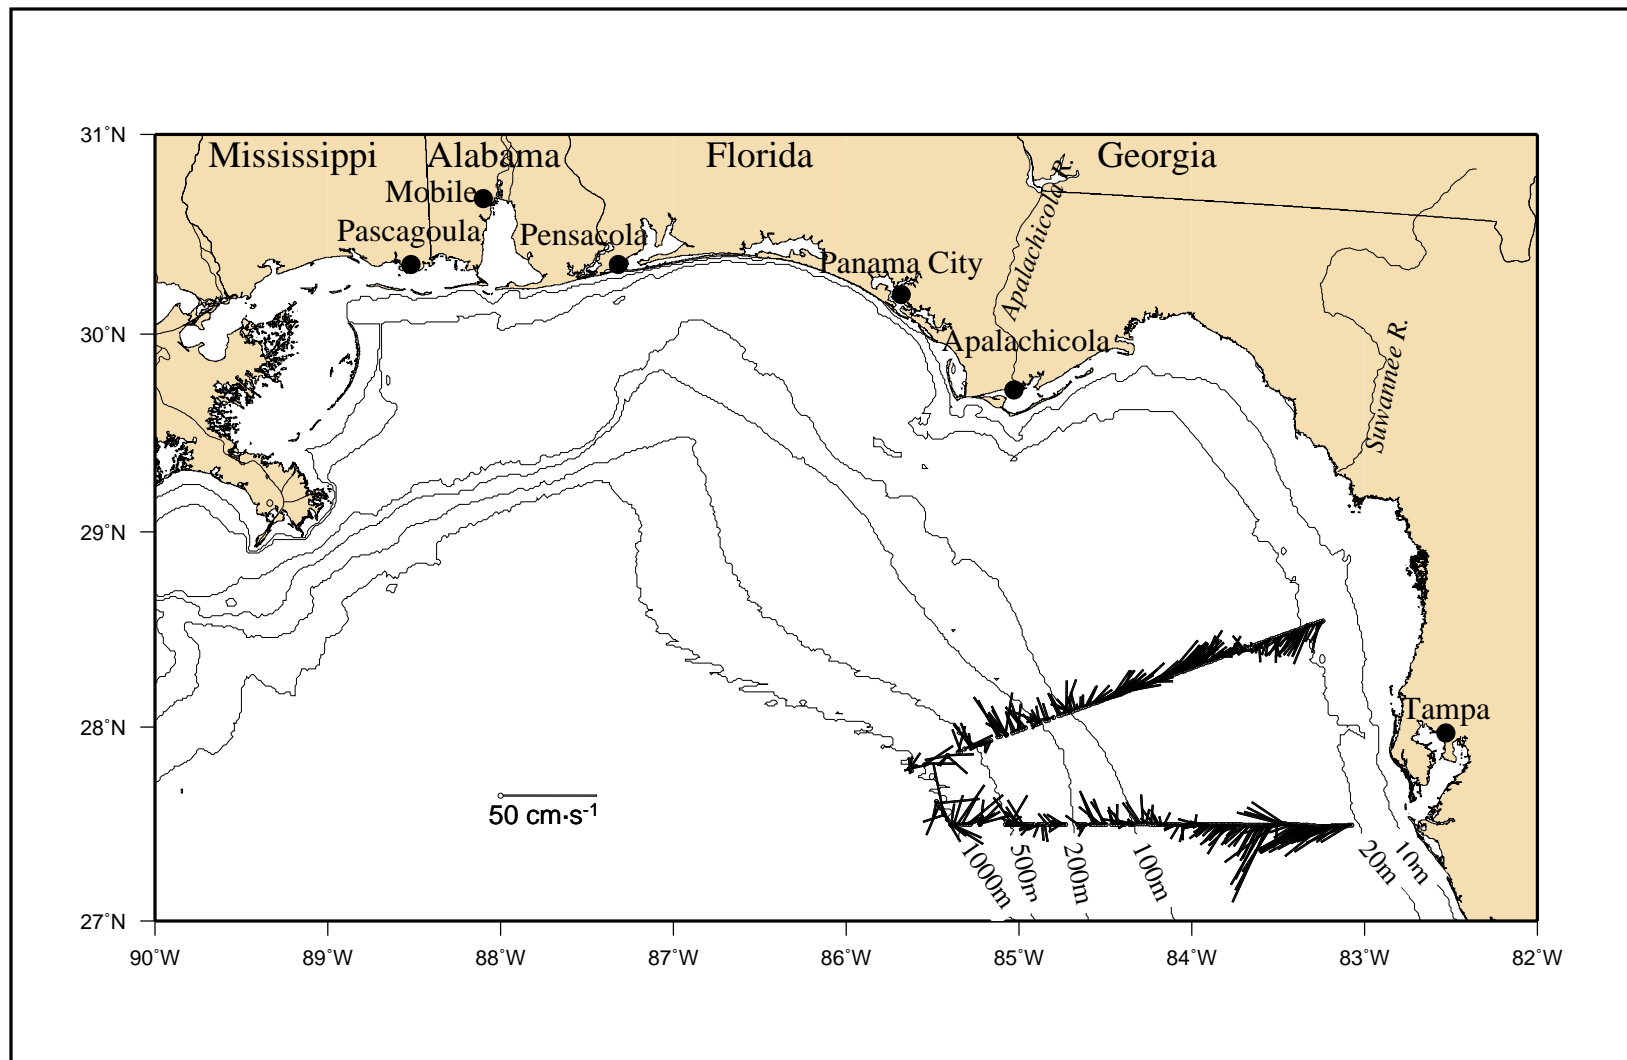 31°N
Mississippi Alabama Florida Georgia
Mobile
Apalachicola R.
Pascagoula
Pensacola
Panama City
30°N
Apalachicola
Suwannee R.
29°N
28°N
Tampa
50 cm·s-1
1000m
500m
200m
100m
20m
10m
27°N
90°W 89°W 88°W 87°W 86°W 85°W 84°W 83°W 82°W